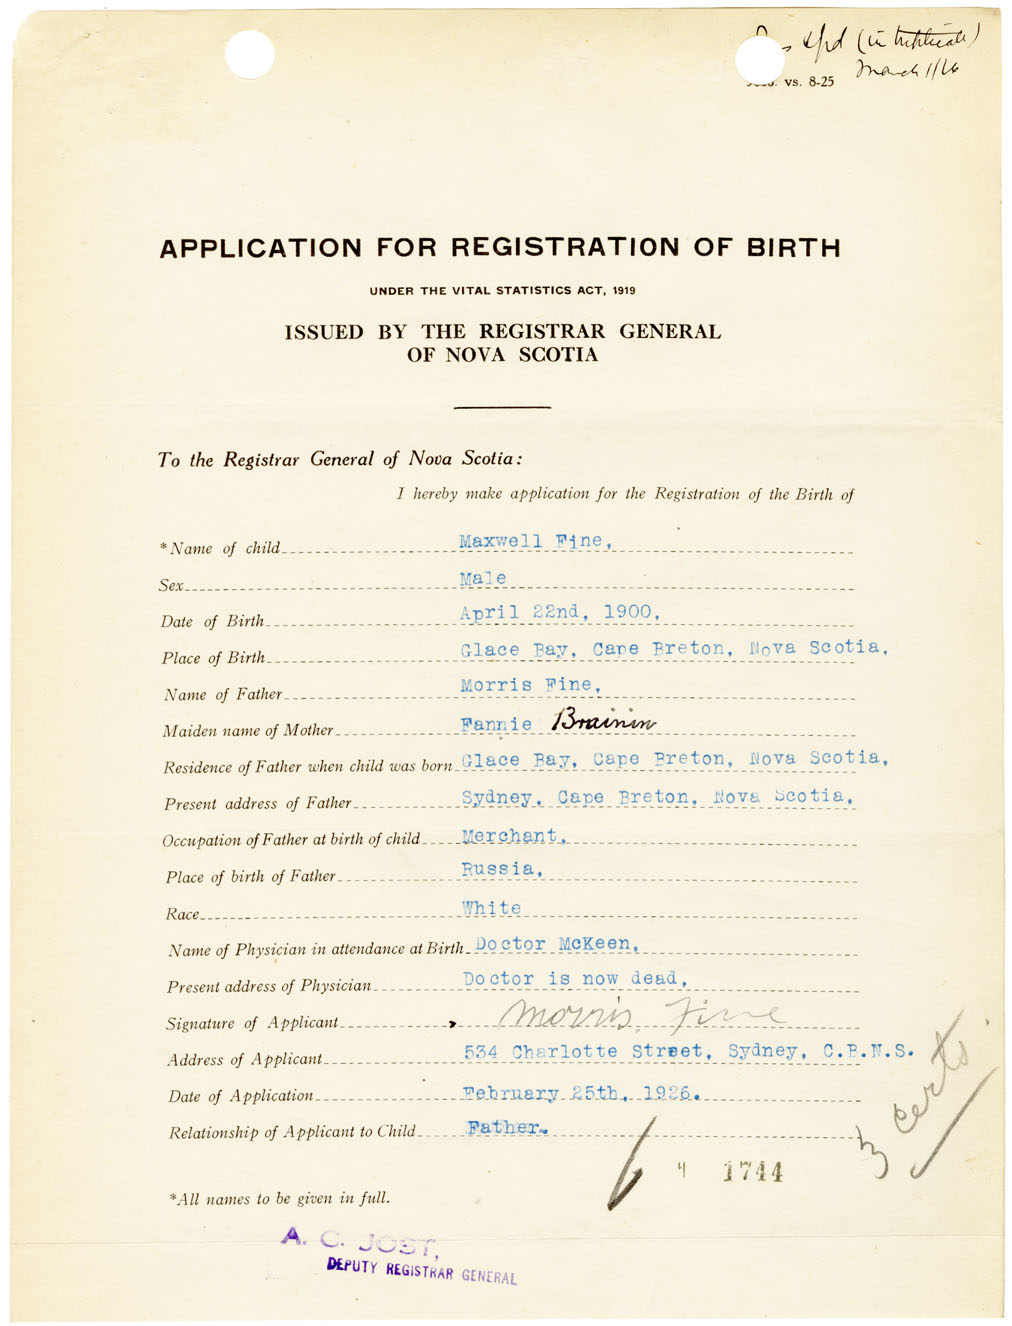 (in triplicate)
March 1/26
vs. 8-25
APPLICATION FOR REGISTRATION OF BIRTH
UNDER THE VITAL STATISTICS ACT, 1919
ISSUED BY THE REGISTRAR GENERAL
OF NOVA SCOTIA
To the Registrar General of Nova Scotia:
I hereby make application for the Registration of the Birth of
*Name of child Maxwell Fine,
Sex Male
Date of Birth April 22nd, 1900,
Place of Birth Glace Bay, Cape Breton, Nova Scotia,
Name of Father Morris Fine,
Maiden name of Mother Fannie Brainin
Residence of Father when child was born Glace Bay, Cape Breton, Nova Scotia,
Present address of Father Sydney, Cape Breton, Nova Scotia,
Occupation of Father at birth of child Merchant,
Place of birth of Father Russia,
Race White
Name of Physician in attendance at Birth Doctor McKeen,
Present address of Physician Doctor is now dead,
Signature of Applicant Morris Fine
Address of Applicant 534 Charlotte Street, Sydney, C.B.N.S.
Date of Application February 25th, 1926.
Relationship of Applicant to Child Father.
3 certs.
1744
*All names to be given in full.
A. C. JOST,
DEPUTY REGISTRAR GENERAL